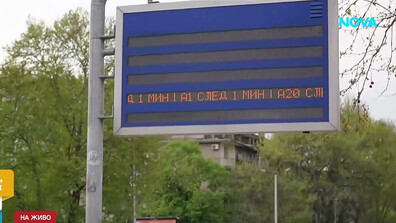 NOVA
Д 1 МИН | А1 СЛЕД 1 МИН | А20 СЛ
НА ЖИВО